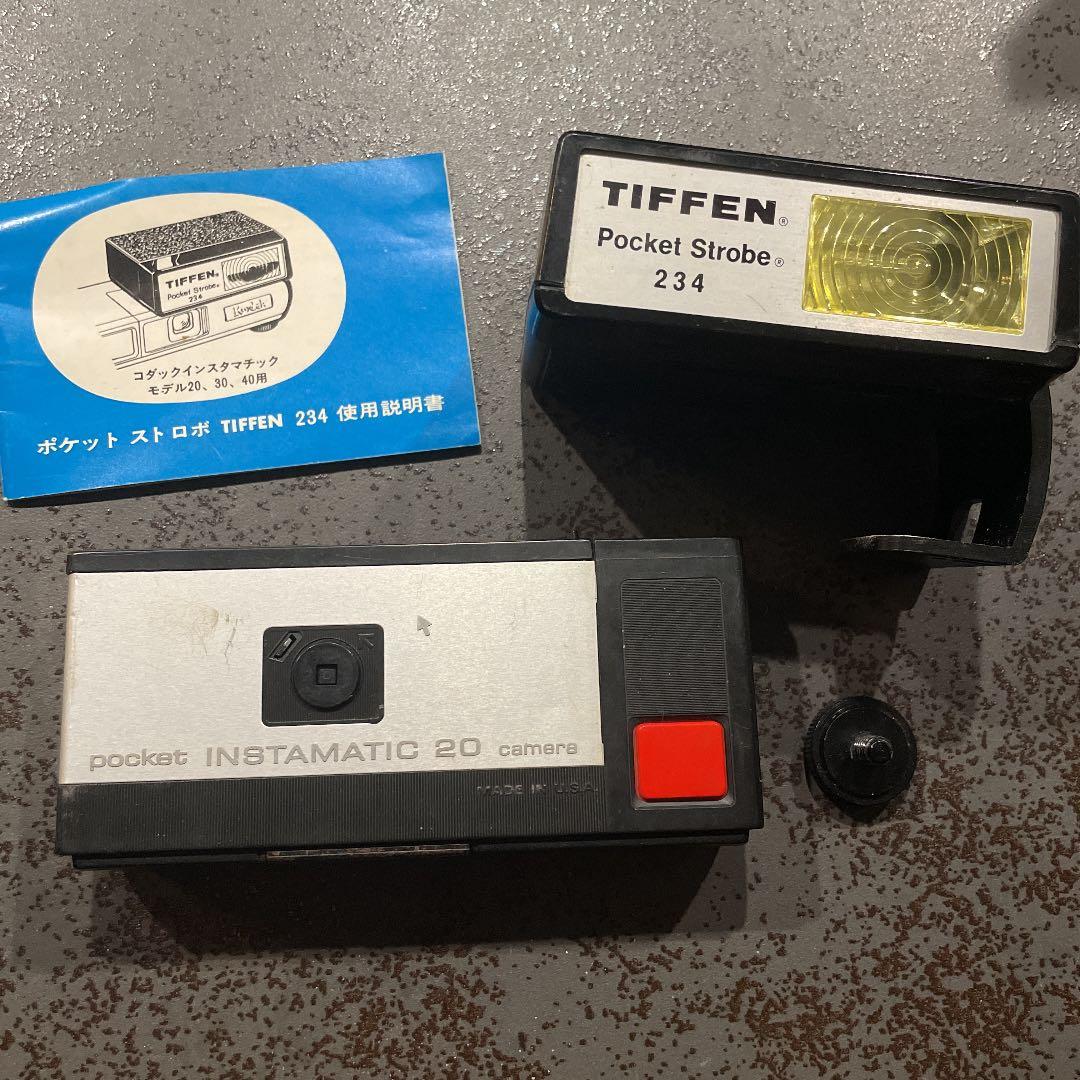 TIFFEN®
Pocket Strobe®
234
Kodak
コダックインスタマチック
モデル20、30、40用
ポケット ストロボ TIFFEN 234 使用説明書
TIFFEN®
Pocket Strobe®
234
pocket INSTAMATIC 20 camera
MADE IN U.S.A.